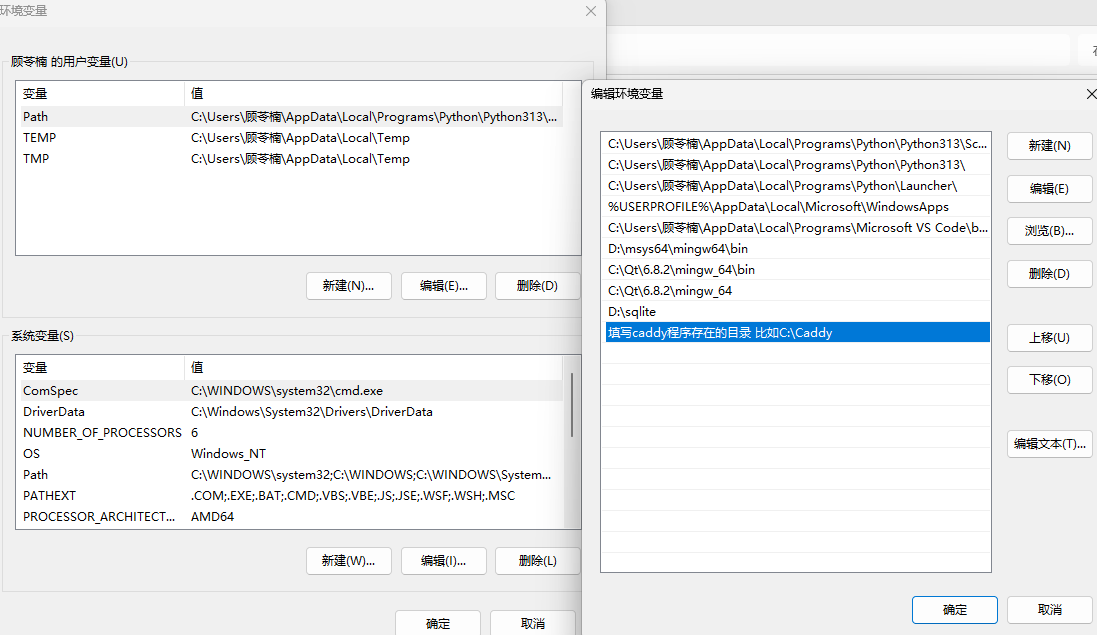 环境变量
顾苓楠 的用户变量(U)
变量 值
Path C:\Users\顾苓楠\AppData\Local\Programs\Python\Python313\...
TEMP C:\Users\顾苓楠\AppData\Local\Temp
TMP C:\Users\顾苓楠\AppData\Local\Temp
新建(N)... 编辑(E)... 删除(D)
系统变量(S)
变量 值
ComSpec C:\WINDOWS\system32\cmd.exe
DriverData C:\Windows\System32\Drivers\DriverData
NUMBER_OF_PROCESSORS 6
OS Windows_NT
Path C:\WINDOWS\system32;C:\WINDOWS;C:\WINDOWS\System...
PATHEXT .COM;.EXE;.BAT;.CMD;.VBS;.VBE;.JS;.JSE;.WSF;.WSH;.MSC
PROCESSOR_ARCHITECT... AMD64
新建(W)... 编辑(I)... 删除(L)
确定 取消
编辑环境变量
C:\Users\顾苓楠\AppData\Local\Programs\Python\Python313\Sc...
C:\Users\顾苓楠\AppData\Local\Programs\Python\Python313\
C:\Users\顾苓楠\AppData\Local\Programs\Python\Launcher\
%USERPROFILE%\AppData\Local\Microsoft\WindowsApps
C:\Users\顾苓楠\AppData\Local\Programs\Microsoft VS Code\b...
D:\msys64\mingw64\bin
C:\Qt\6.8.2\mingw_64\bin
C:\Qt\6.8.2\mingw_64
D:\sqlite
填写caddy程序存在的目录 比如C:\Caddy
新建(N)
编辑(E)
浏览(B)...
删除(D)
上移(U)
下移(O)
编辑文本(T)...
确定 取消